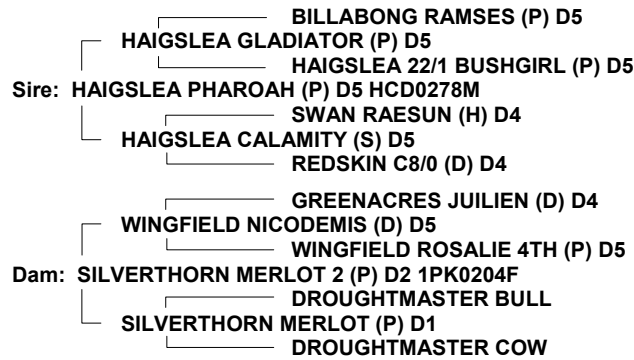 BILLABONG RAMSES (P) D5
HAIGSLEA GLADIATOR (P) D5
HAIGSLEA 22/1 BUSHGIRL (P) D5
Sire: HAIGSLEA PHAROAH (P) D5 HCD0278M
SWAN RAESUN (H) D4
HAIGSLEA CALAMITY (S) D5
REDSKIN C8/0 (D) D4
GREENACRES JUILIEN (D) D4
WINGFIELD NICODEMIS (D) D5
WINGFIELD ROSALIE 4TH (P) D5
Dam: SILVERTHORN MERLOT 2 (P) D2 1PK0204F
DROUGHTMASTER BULL
SILVERTHORN MERLOT (P) D1
DROUGHTMASTER COW